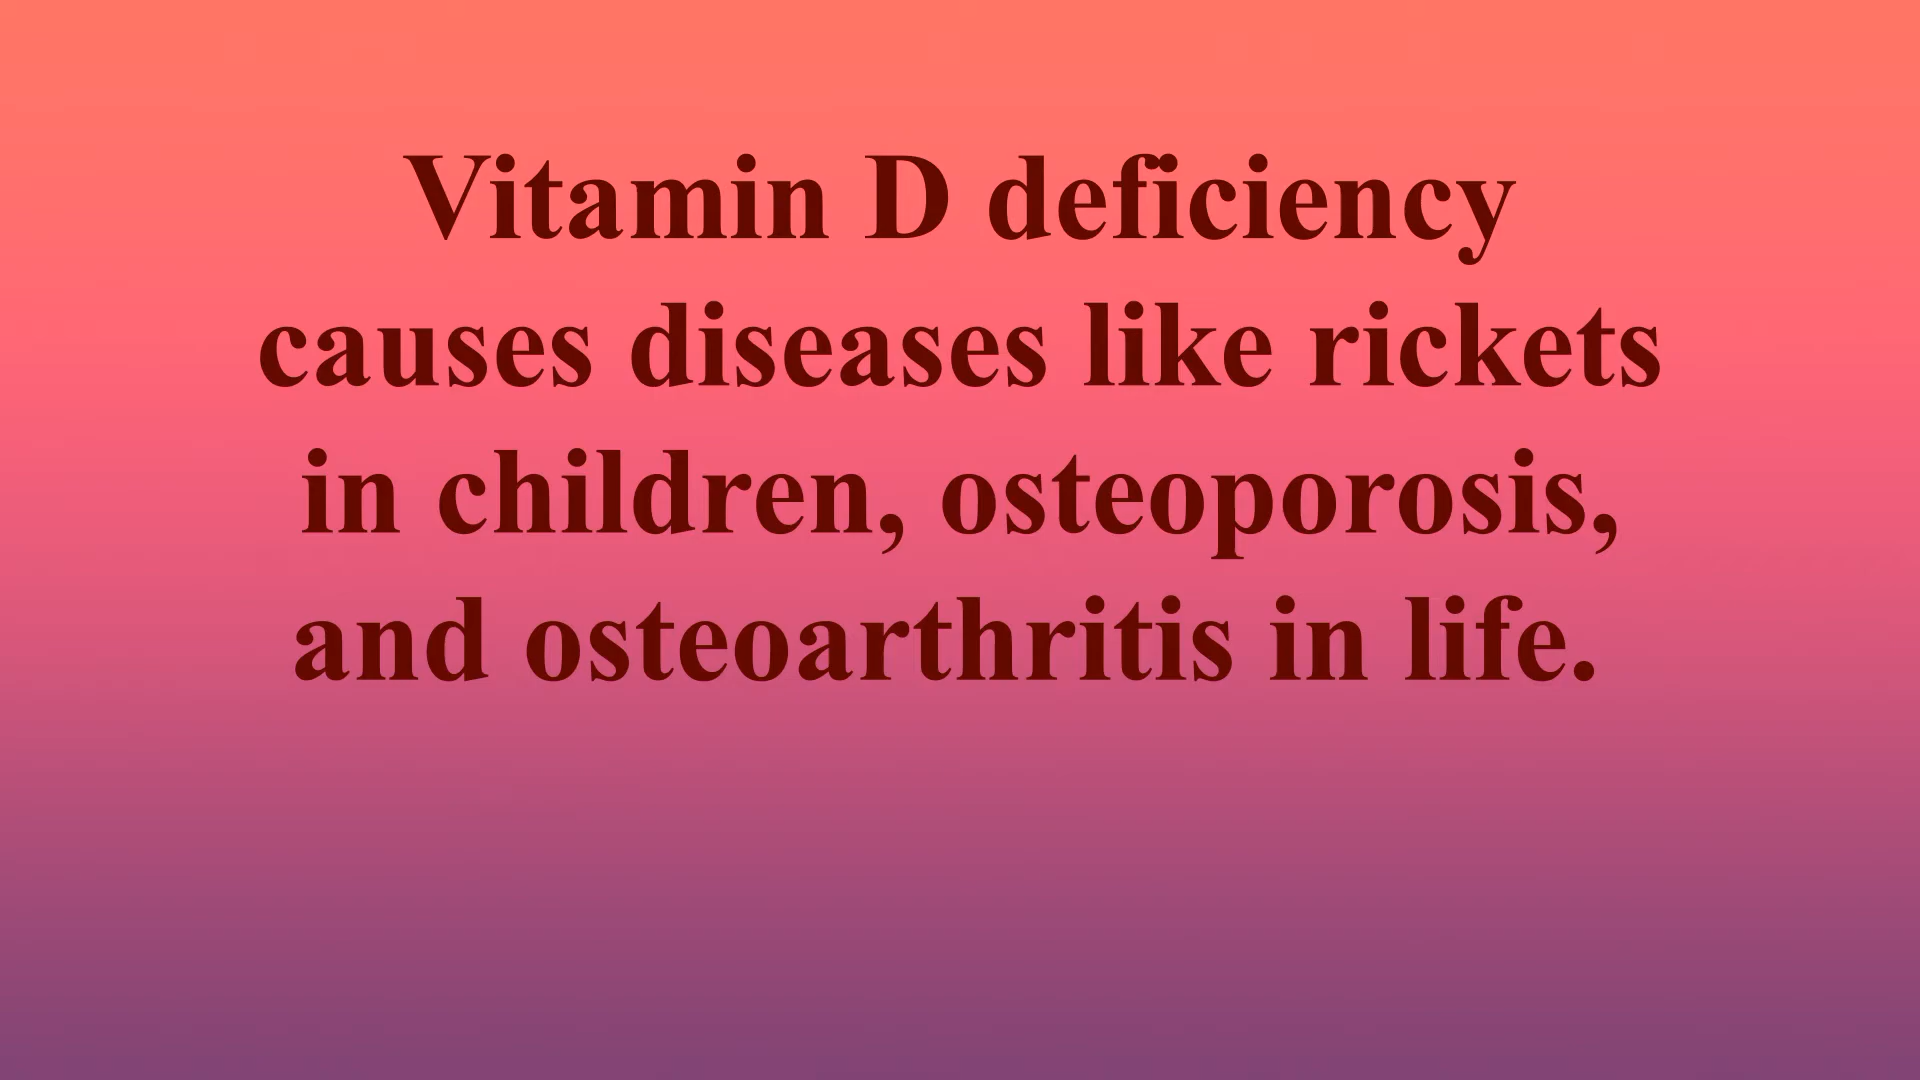 Vitamin D deficiency
causes diseases like rickets
in children, osteoporosis,
and osteoarthritis in life.